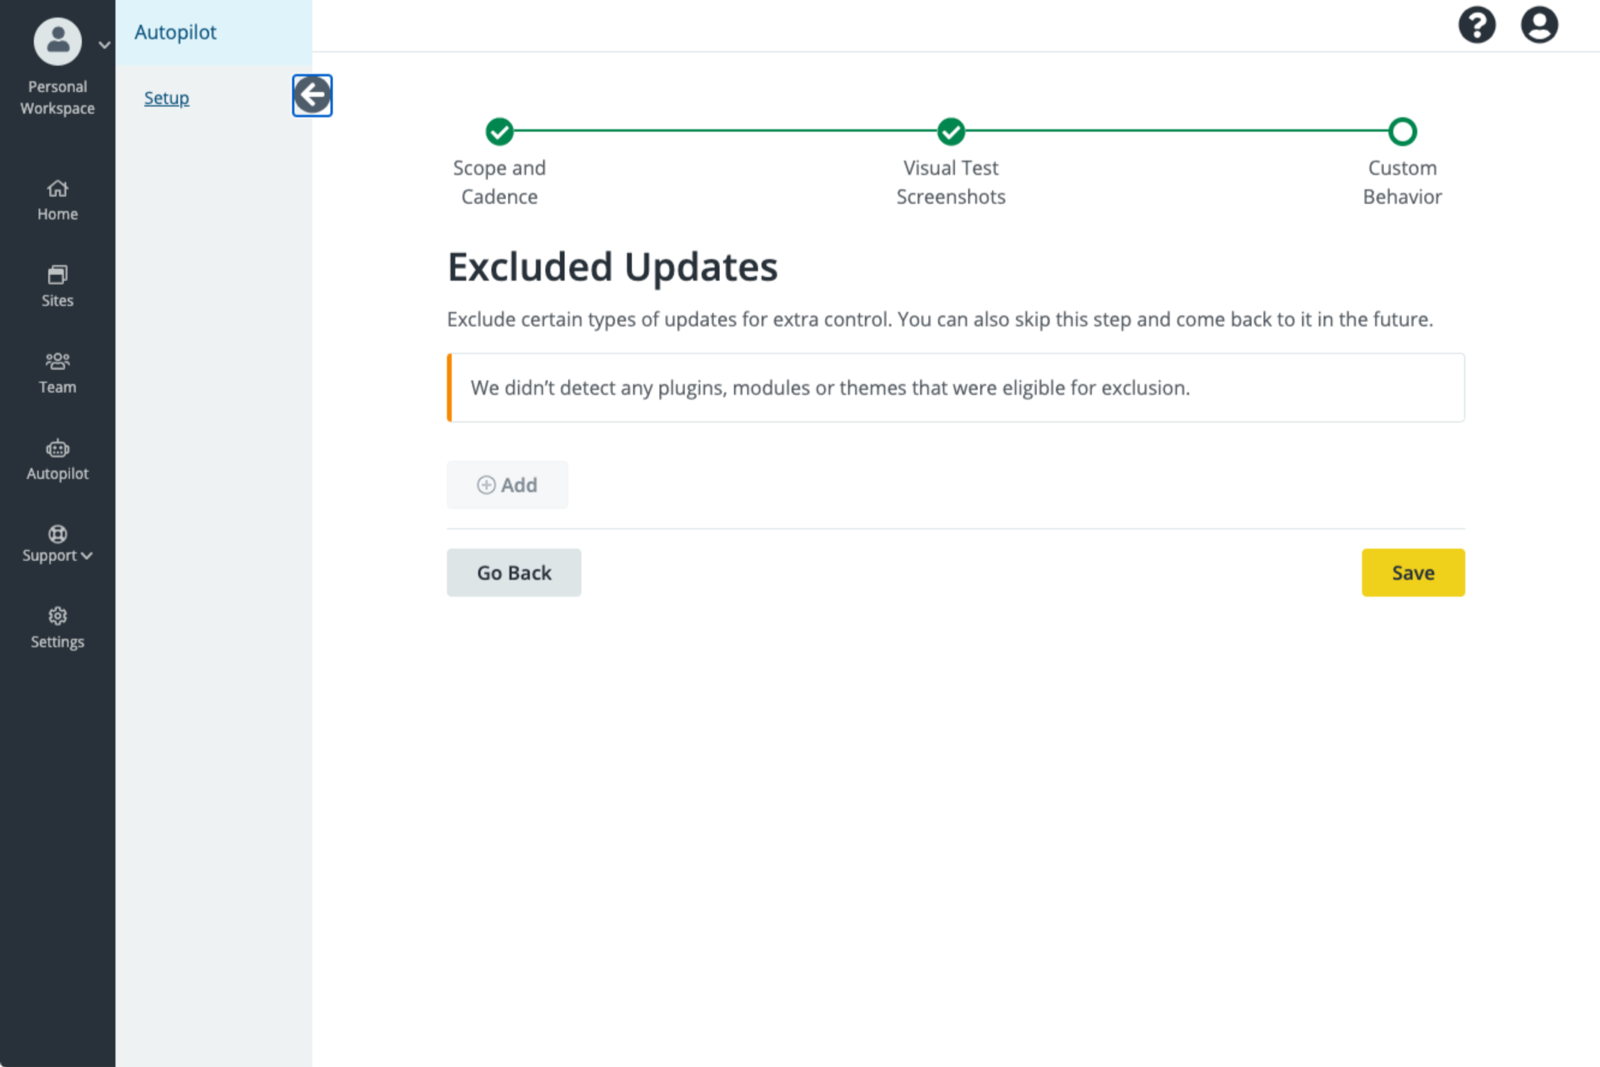 Personal
Workspace
Home
Sites
Team
Autopilot
Support
Settings
Autopilot
Setup
Scope and
Cadence
Visual Test
Screenshots
Custom
Behavior
Excluded Updates
Exclude certain types of updates for extra control. You can also skip this step and come back to it in the future.
We didn’t detect any plugins, modules or themes that were eligible for exclusion.
Add
Go Back
Save